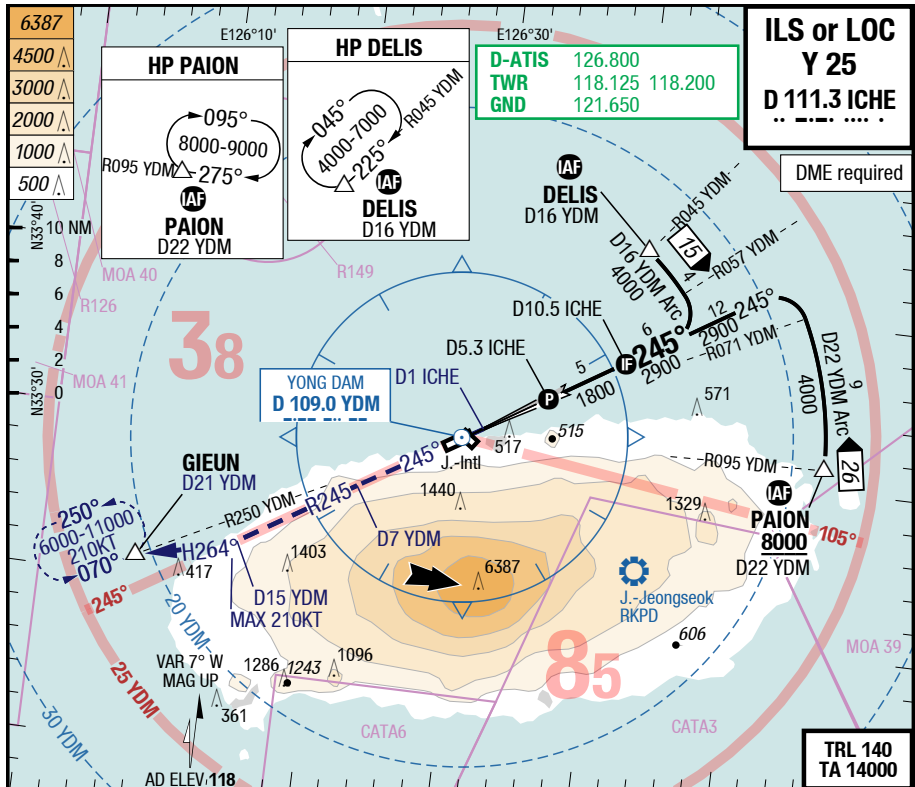 6387
4500
3000
2000
1000
500
E126°10'
E126°30'
HP PAION
095°
8000-9000
R095 YDM
275°
IAF
PAION
D22 YDM
HP DELIS
045°
4000-7000
R045 YDM
225°
IAF
DELIS
D16 YDM
D-ATIS 126.800
TWR 118.125 118.200
GND 121.650
ILS or LOC
Y 25
D 111.3 ICHE
DME required
N33°40'
10 NM
8
6
4
2
0
N33°30'
MOA 40
R126
MOA 41
R149
38
IAF
DELIS
D16 YDM
R045 YDM
15
D16 YDM Arc
4000
4
R057 YDM
D10.5 ICHE
6
245°
2900
12
245°
2900
R071 YDM
D5.3 ICHE
5
IF
1800
P
D1 ICHE
D22 YDM Arc
4000
9
26
YONG DAM
D 109.0 YDM
571
517
515
J.-Intl
R095 YDM
GIEUN
D21 YDM
245°
R245
R250 YDM
H264°
D7 YDM
1440
1329
IAF
PAION
8000
D22 YDM
105°
250°
6000-11000
210KT
070°
417
1403
6387
D15 YDM
MAX 210KT
J.-Jeongseok
RKPD
245°
20 YDM
606
VAR 7° W
MAG UP
1286
1243
1096
85
MOA 39
25 YDM
361
30 YDM
CATA6
CATA3
AD ELEV 118
TRL 140
TA 14000